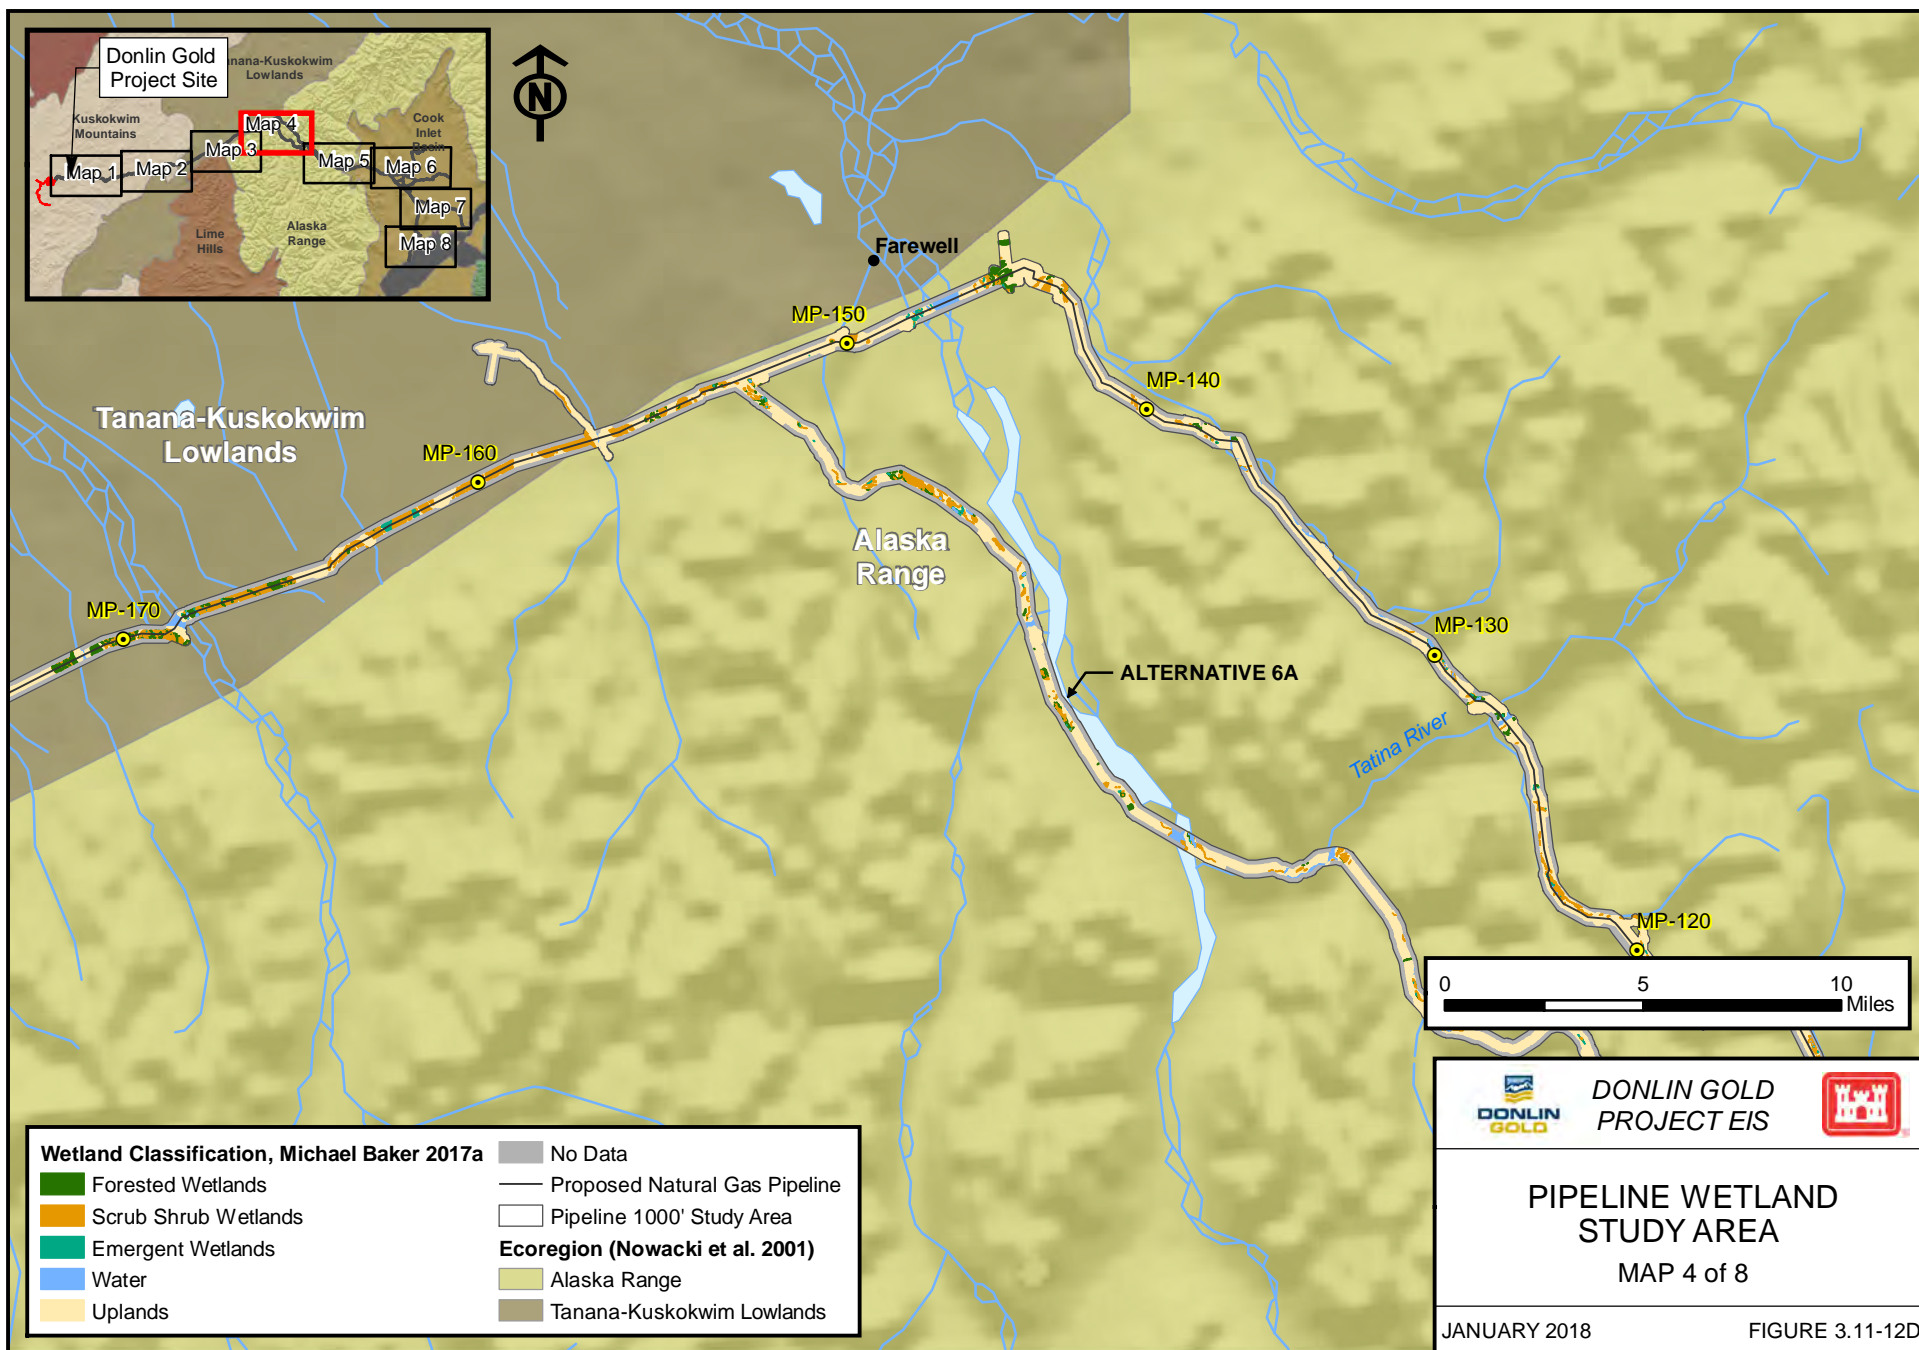 Donlin Gold
Project Site
Tanana-Kuskokwim
Lowlands
Kuskokwim
Mountains
Cook
Inlet
Basin
Lime
Hills
Alaska
Range
Map 1
Map 2
Map 3
Map 4
Map 5
Map 6
Map 7
Map 8
N
Farewell
MP-150
MP-140
Tanana-Kuskokwim
Lowlands
MP-160
Alaska
Range
MP-170
MP-130
ALTERNATIVE 6A
Tatina River
MP-120
0 5 10
Miles
Wetland Classification, Michael Baker 2017a
Forested Wetlands
Scrub Shrub Wetlands
Emergent Wetlands
Water
Uplands
No Data
Proposed Natural Gas Pipeline
Pipeline 1000' Study Area
Ecoregion (Nowacki et al. 2001)
Alaska Range
Tanana-Kuskokwim Lowlands
DONLIN
GOLD
DONLIN GOLD
PROJECT EIS
PIPELINE WETLAND
STUDY AREA
MAP 4 of 8
JANUARY 2018
FIGURE 3.11-12D